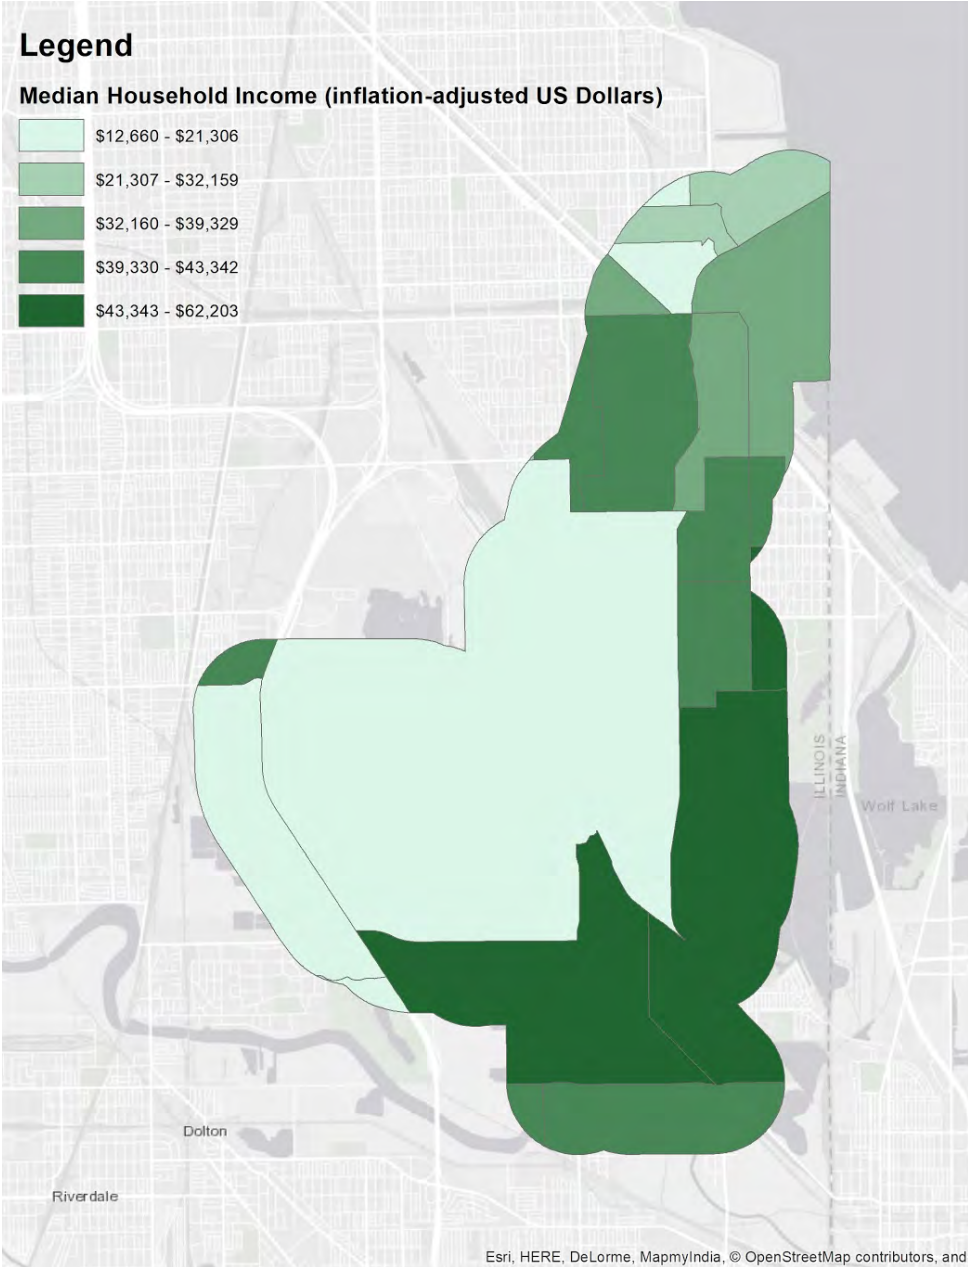 Legend
Median Household Income (inflation-adjusted US Dollars)
$12,660 - $21,306
$21,307 - $32,159
$32,160 - $39,329
$39,330 - $43,342
$43,343 - $62,203
ILLINOIS
INDIANA
Wolf Lake
Dolton
Riverdale
Esri, HERE, DeLorme, MapmyIndia, © OpenStreetMap contributors, and